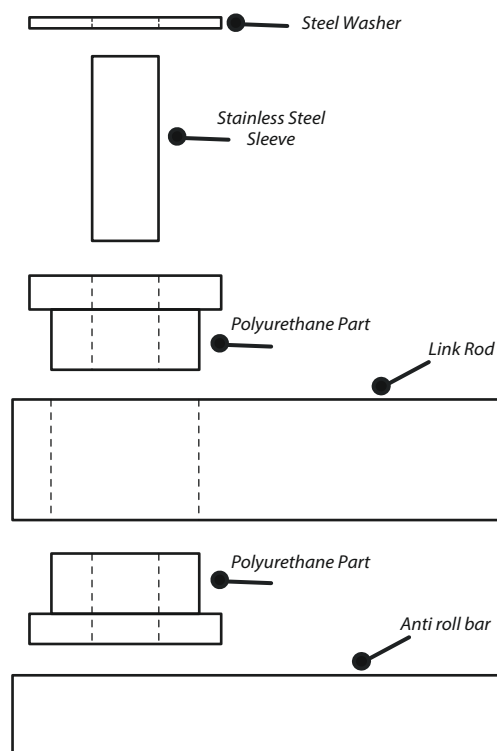 Steel Washer
Stainless Steel
Sleeve
Polyurethane Part
Link Rod
Polyurethane Part
Anti roll bar